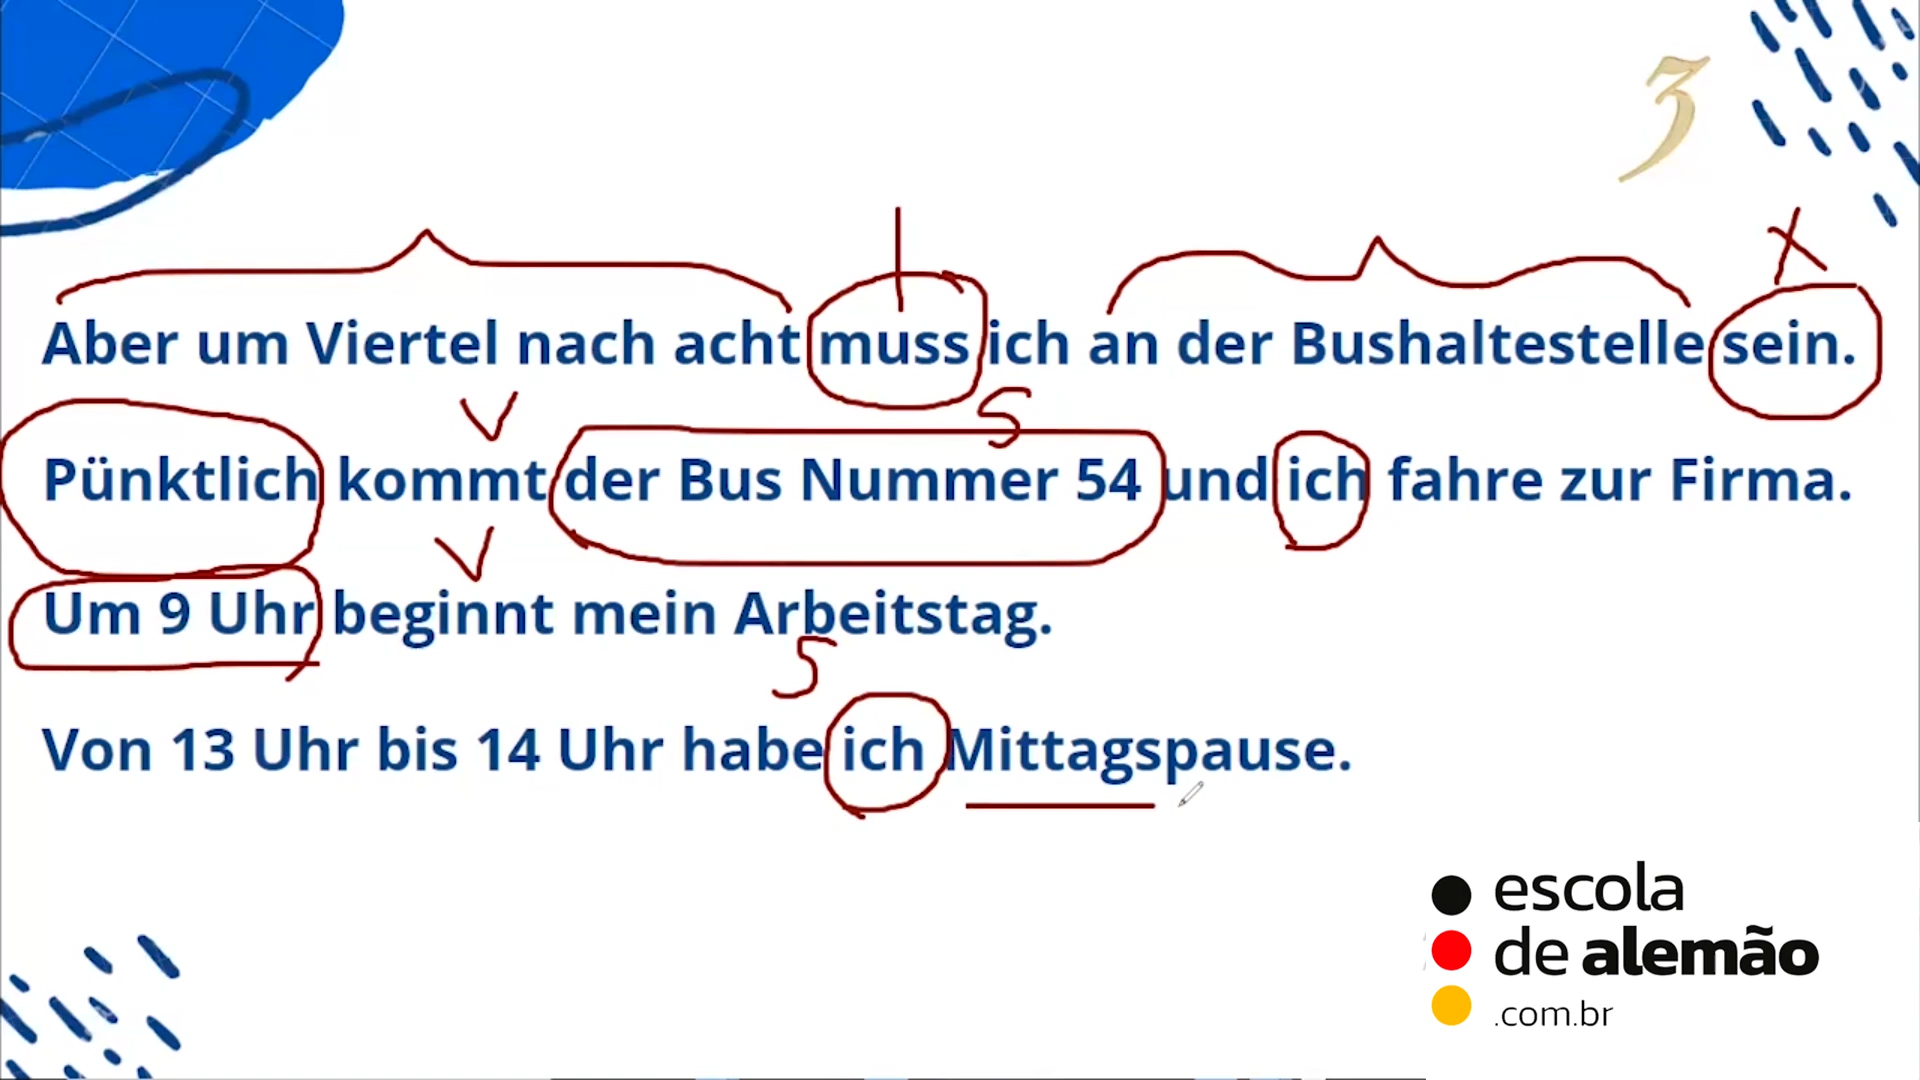 3
Aber um Viertel nach acht muss ich an der Bushaltestelle sein.
Pünktlich kommt der Bus Nummer 54 und ich fahre zur Firma.
Um 9 Uhr beginnt mein Arbeitstag.
Von 13 Uhr bis 14 Uhr habe ich Mittagspause.
V
S
V
S
escola
de alemão
.com.br